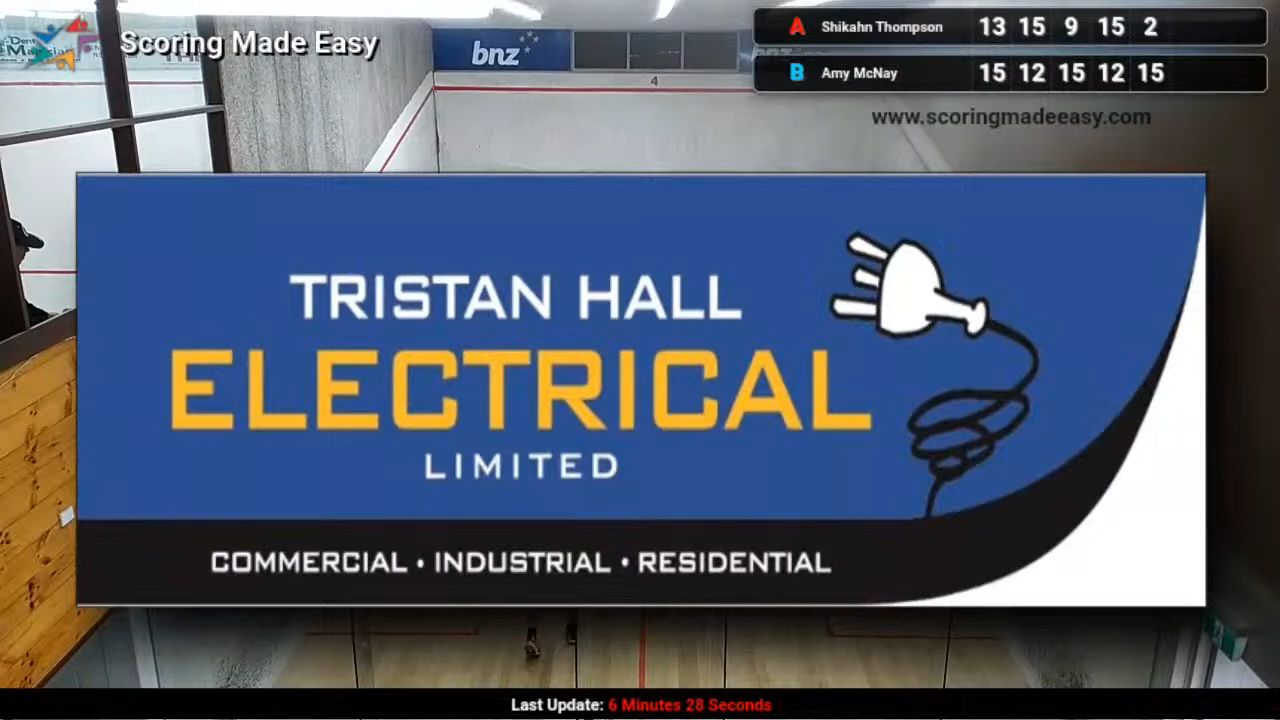 Scoring Made Easy
bnz
4
A Shikahn Thompson 13 15 9 15 2
B Amy McNay 15 12 15 12 15
www.scoringmadeeasy.com
TRISTAN HALL
ELECTRICAL
LIMITED
COMMERCIAL • INDUSTRIAL • RESIDENTIAL
Last Update: 6 Minutes 28 Seconds